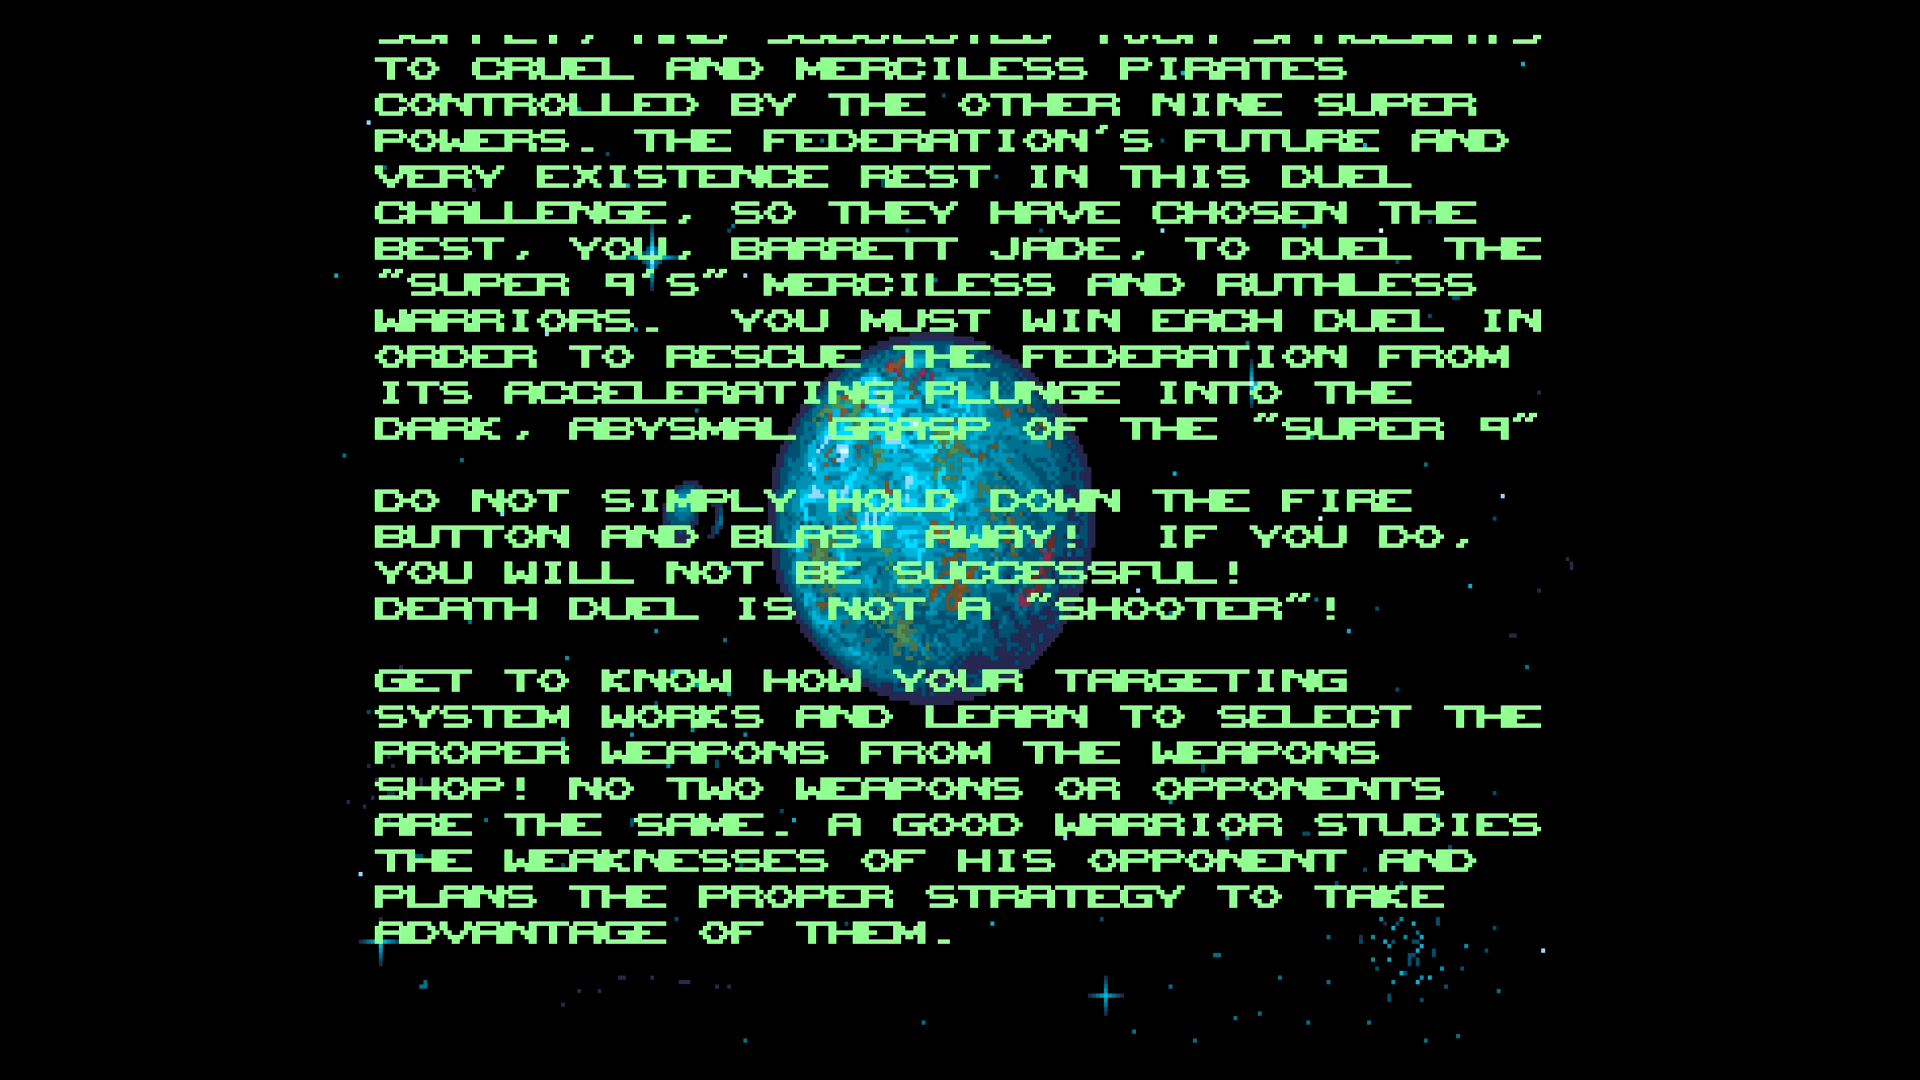 TO CRUEL AND MERCILESS PIRATES
CONTROLLED BY THE OTHER NINE SUPER
POWERS. THE FEDERATION'S FUTURE AND
VERY EXISTENCE REST IN THIS DUEL
CHALLENGE, SO THEY HAVE CHOSEN THE
BEST, YOU, BARRETT JADE, TO DUEL THE
"SUPER 9'S" MERCILESS AND RUTHLESS
WARRIORS.  YOU MUST WIN EACH DUEL IN
ORDER TO RESCUE THE FEDERATION FROM
ITS ACCELERATING PLUNGE INTO THE
DARK, ABYSMAL GRASP OF THE "SUPER 9"
DO NOT SIMPLY HOLD DOWN THE FIRE
BUTTON AND BLAST AWAY!  IF YOU DO,
YOU WILL NOT BE SUCCESSFUL!
DEATH DUEL IS NOT A "SHOOTER"!
GET TO KNOW HOW YOUR TARGETING
SYSTEM WORKS AND LEARN TO SELECT THE
PROPER WEAPONS FROM THE WEAPONS
SHOP! NO TWO WEAPONS OR OPPONENTS
ARE THE SAME. A GOOD WARRIOR STUDIES
THE WEAKNESSES OF HIS OPPONENT AND
PLANS THE PROPER STRATEGY TO TAKE
ADVANTAGE OF THEM.